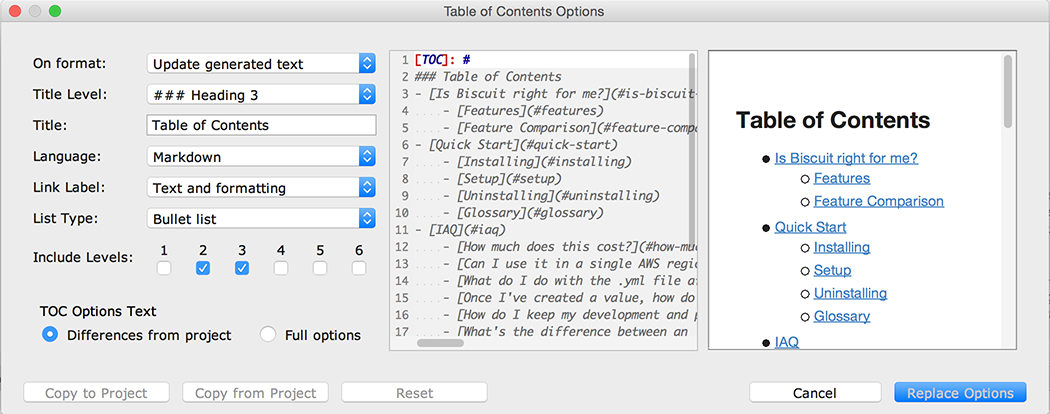 Table of Contents Options
On format: Update generated text
Title Level: ### Heading 3
Title: Table of Contents
Language: Markdown
Link Label: Text and formatting
List Type: Bullet list
Include Levels: 1 2 3 4 5 6
TOC Options Text
Differences from project Full options
1 [TOC]: #
2 ### Table of Contents
3 - [Is Biscuit right for me?](#is-biscuit-
4 - [Features](#features)
5 - [Feature Comparison](#feature-compa
6 - [Quick Start](#quick-start)
7 - [Installing](#installing)
8 - [Setup](#setup)
9 - [Uninstalling](#uninstalling)
10 - [Glossary](#glossary)
11 - [IAQ](#iaq)
12 - [How much does this cost?](#how-mu
13 - [Can I use it in a single AWS regi
14 - [What do I do with the .yml file a
15 - [Once I've created a value, how do
16 - [How do I keep my development and p
17 - [What's the difference between an
Table of Contents
Is Biscuit right for me?
Features
Feature Comparison
Quick Start
Installing
Setup
Uninstalling
Glossary
IAQ
Copy to Project Copy from Project Reset Cancel Replace Options